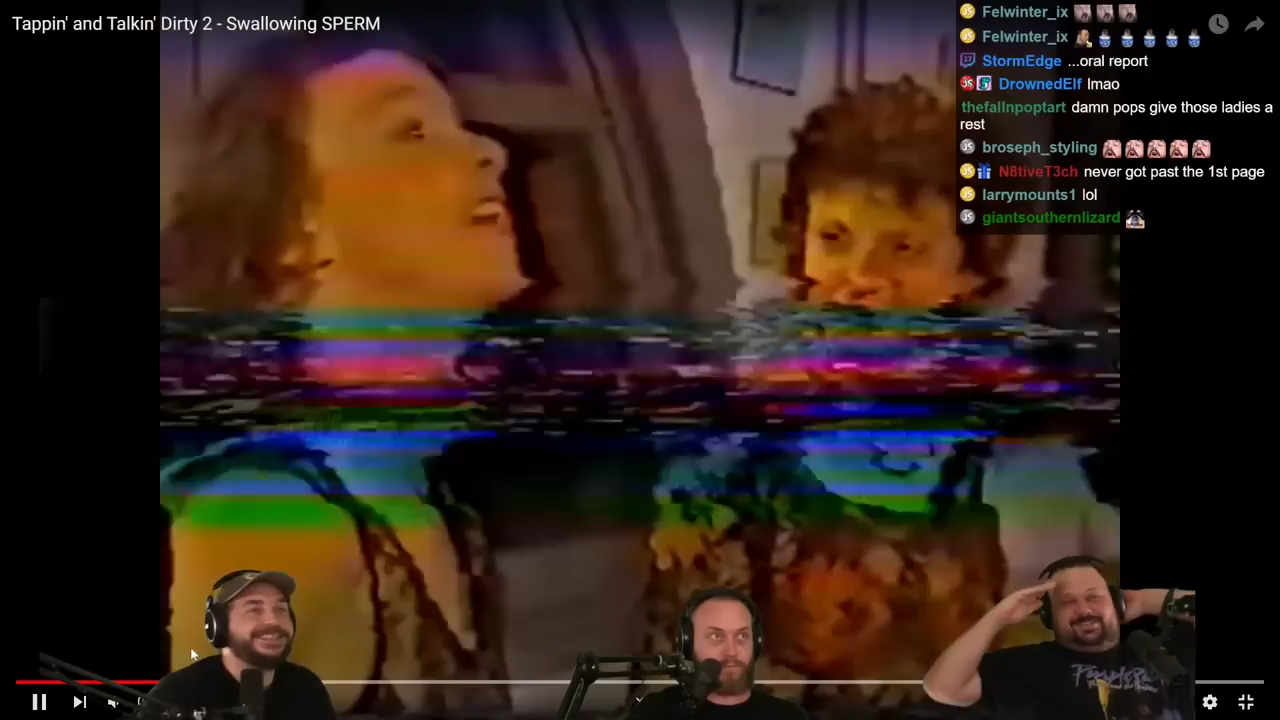 Tappin' and Talkin' Dirty 2 - Swallowing SPERM
Felwinter_ix
Felwinter_ix
StormEdge ...oral report
DrownedElf lmao
thefallnpoptart damn pops give those ladies a
rest
broseph_styling
N8tiveT3ch never got past the 1st page
larrymounts1 lol
giantsouthernlizard